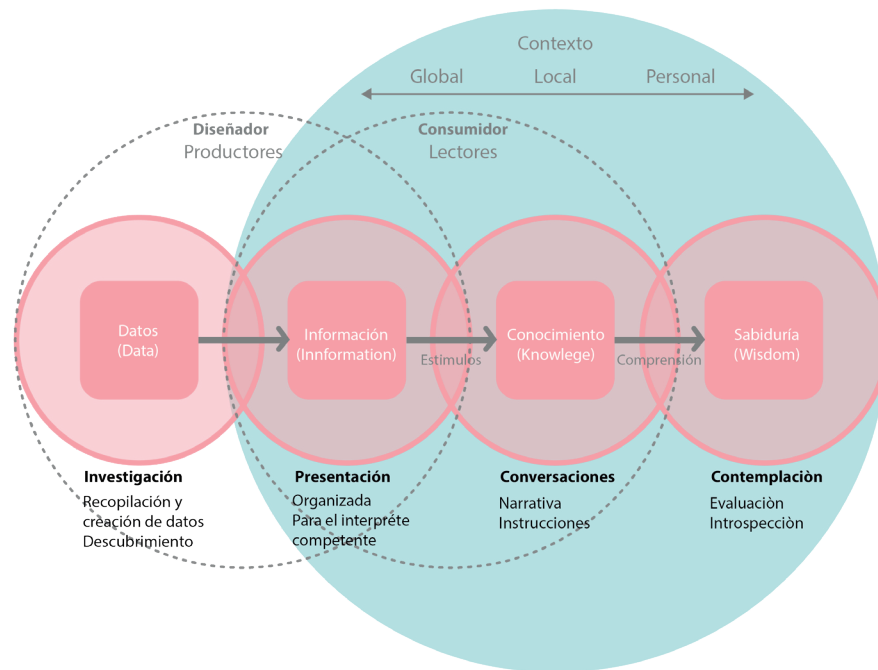 Contexto
Global Local Personal
Diseñador
Productores
Consumidor
Lectores
Datos
(Data)
Información
(Innformation)
Estimulos
Conocimiento
(Knowlege)
Comprensión
Sabiduría
(Wisdom)
Investigación
Recopilación y
creación de datos
Descubrimiento
Presentación
Organizada
Para el interpréte
competente
Conversaciones
Narrativa
Instrucciones
Contemplaciòn
Evaluaciòn
Introspecciòn